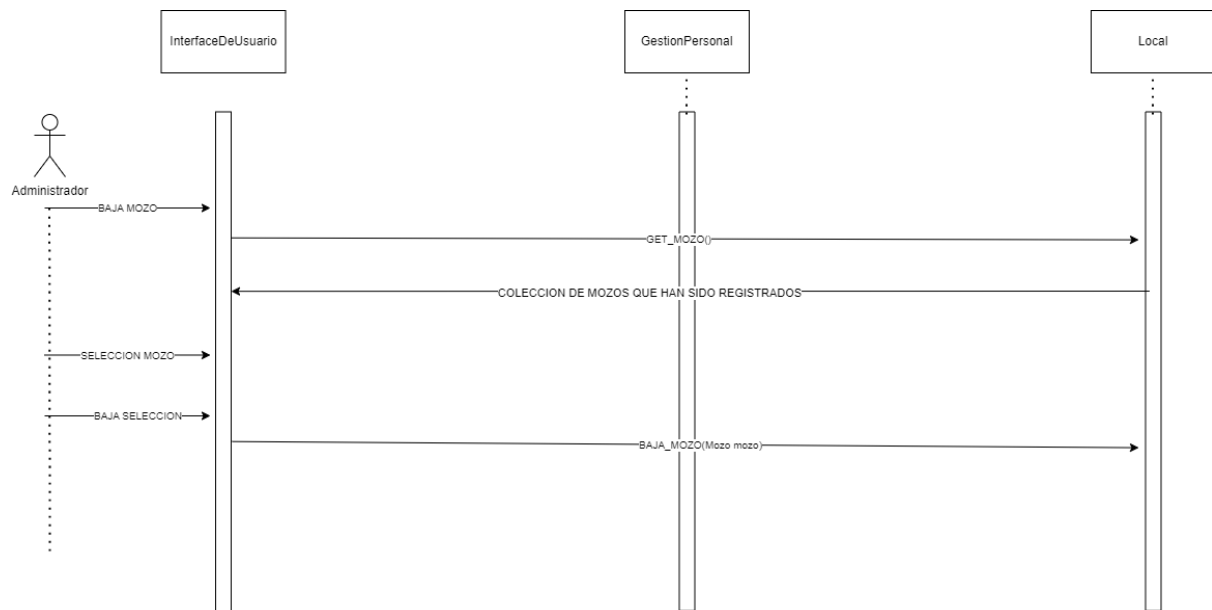 InterfaceDeUsuario
GestionPersonal
Local
Administrador
BAJA MOZO
GET_MOZO()
COLECCION DE MOZOS QUE HAN SIDO REGISTRADOS
SELECCION MOZO
BAJA SELECCION
BAJA_MOZO(Mozo mozo)